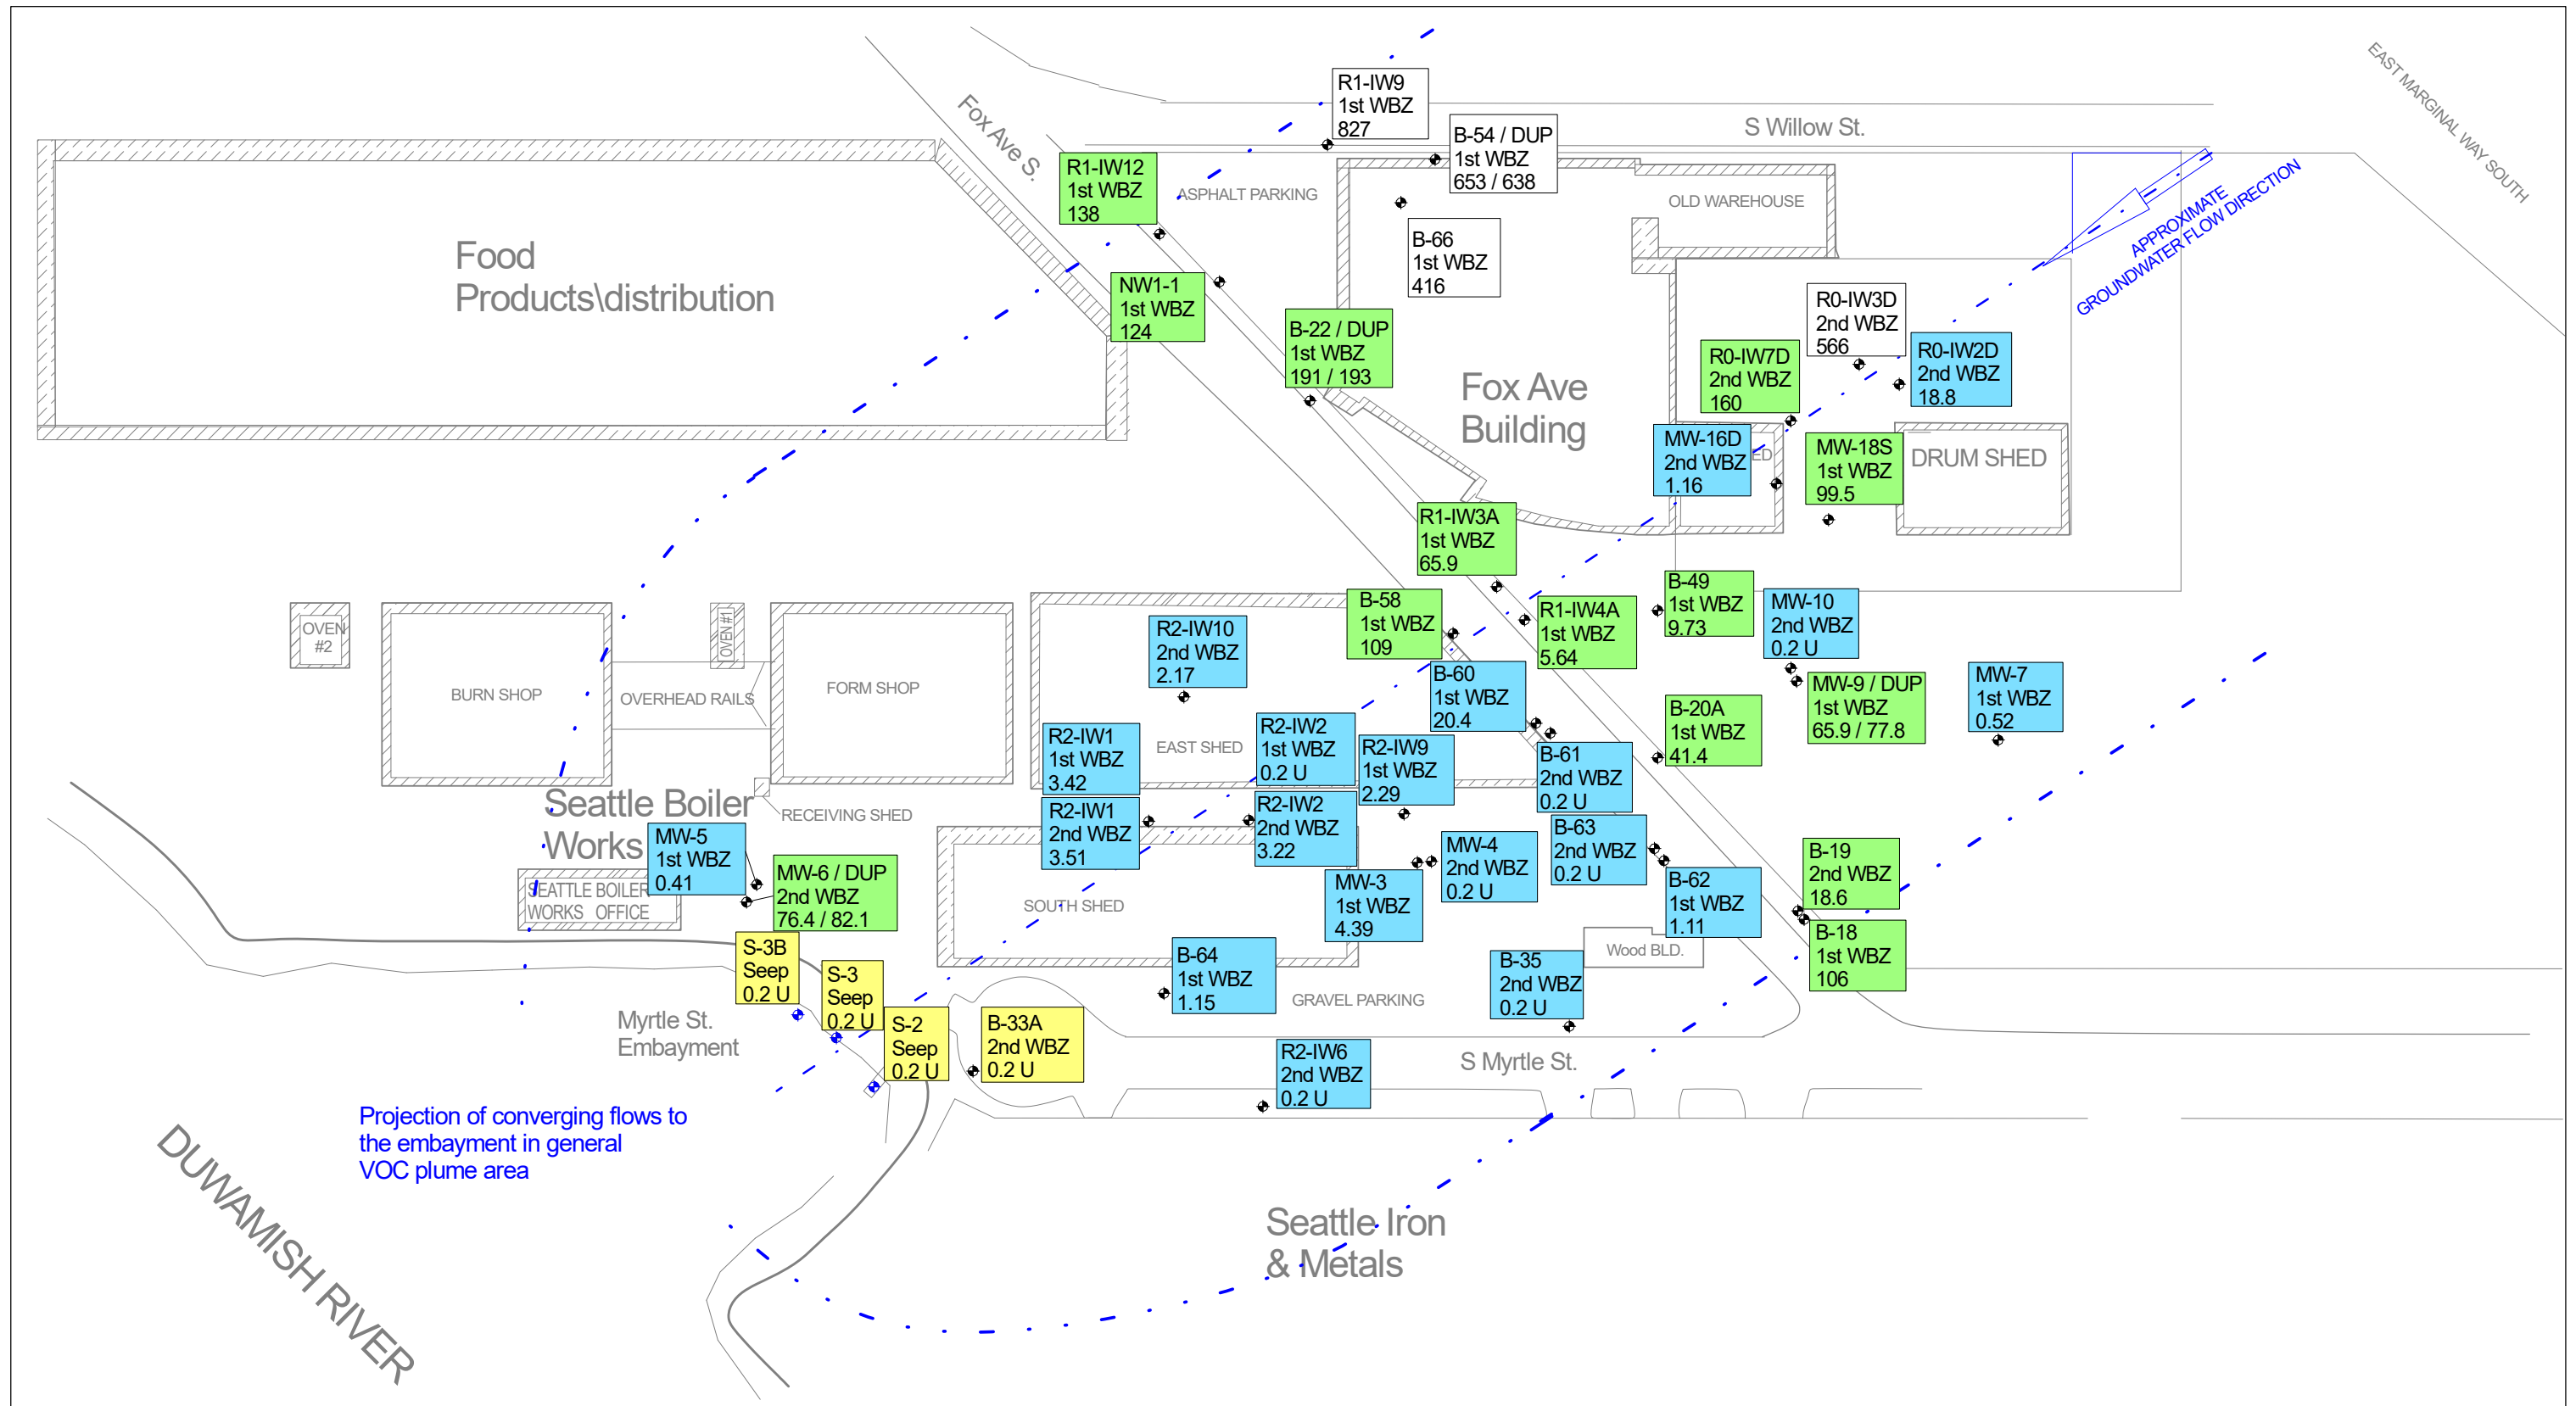 R1-IW9
1st WBZ
827
B-54 / DUP
1st WBZ
653 / 638
S Willow St.
EAST MARGINAL WAY SOUTH
Fox Ave S.
R1-IW12
1st WBZ
138
ASPHALT PARKING
OLD WAREHOUSE
APPROXIMATE
GROUNDWATER FLOW DIRECTION
B-66
1st WBZ
416
Food
Products\distribution
NW1-1
1st WBZ
124
B-22 / DUP
1st WBZ
191 / 193
R0-IW3D
2nd WBZ
566
R0-IW7D
2nd WBZ
160
R0-IW2D
2nd WBZ
18.8
Fox Ave
Building
MW-16D
2nd WBZ
1.16
ED
MW-18S
1st WBZ
99.5
DRUM SHED
R1-IW3A
1st WBZ
65.9
B-58
1st WBZ
109
R1-IW4A
1st WBZ
5.64
B-49
1st WBZ
9.73
MW-10
2nd WBZ
0.2 U
MW-9 / DUP
1st WBZ
65.9 / 77.8
MW-7
1st WBZ
0.52
OVEN
#2
BURN SHOP
OVEN #1
OVERHEAD RAILS
FORM SHOP
R2-IW10
2nd WBZ
2.17
B-60
1st WBZ
20.4
B-20A
1st WBZ
41.4
R2-IW1
1st WBZ
3.42
EAST SHED
R2-IW2
1st WBZ
0.2 U
R2-IW9
1st WBZ
2.29
B-61
2nd WBZ
0.2 U
Seattle Boiler
Works
RECEIVING SHED
R2-IW1
2nd WBZ
3.51
R2-IW2
2nd WBZ
3.22
MW-4
2nd WBZ
0.2 U
B-63
2nd WBZ
0.2 U
MW-5
1st WBZ
0.41
MW-6 / DUP
2nd WBZ
76.4 / 82.1
MW-3
1st WBZ
4.39
B-62
1st WBZ
1.11
B-19
2nd WBZ
18.6
B-18
1st WBZ
106
SEATTLE BOILER
WORKS OFFICE
SOUTH SHED
Wood BLD.
S-3B
Seep
0.2 U
S-3
Seep
0.2 U
S-2
Seep
0.2 U
B-33A
2nd WBZ
0.2 U
B-64
1st WBZ
1.15
GRAVEL PARKING
B-35
2nd WBZ
0.2 U
Myrtle St.
Embayment
R2-IW6
2nd WBZ
0.2 U
S Myrtle St.
Projection of converging flows to
the embayment in general
VOC plume area
DUWAMISH RIVER
Seattle Iron
& Metals